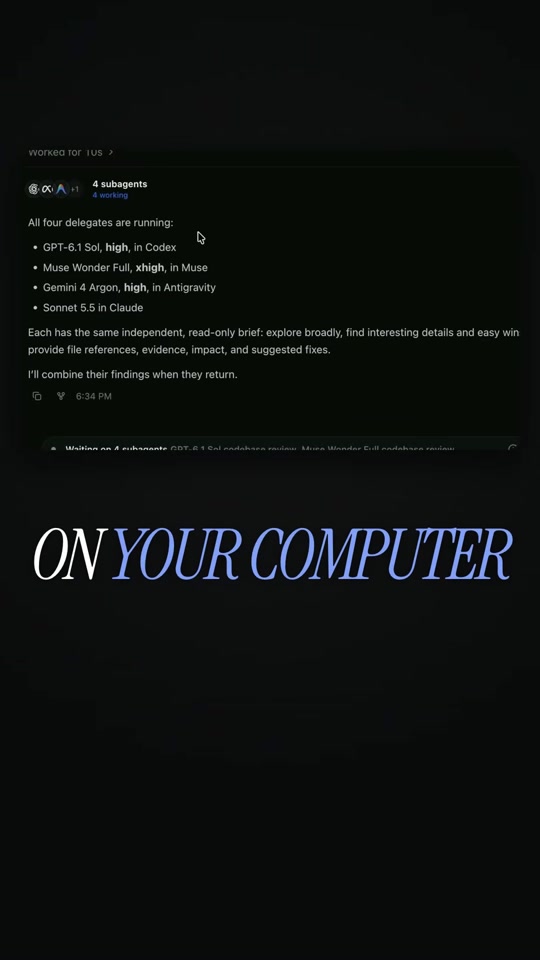 Worked for 10s >
+1
4 subagents
4 working
All four delegates are running:
• GPT-6.1 Sol, high, in Codex
• Muse Wonder Full, xhigh, in Muse
• Gemini 4 Argon, high, in Antigravity
• Sonnet 5.5 in Claude
Each has the same independent, read-only brief: explore broadly, find interesting details and easy win
provide file references, evidence, impact, and suggested fixes.
I'll combine their findings when they return.
6:34 PM
Waiting on 4 subagents GPT-6.1 Sol codebase review, Muse Wonder Full codebase review
ON YOUR COMPUTER